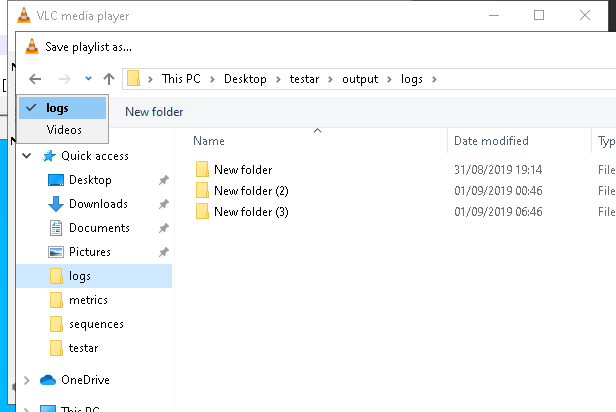 VLC media player
Save playlist as...
This PC > Desktop > testar > output > logs >
logs
New folder
Videos
Name Date modified Typ
Quick access
New folder 31/08/2019 19:14 File
Desktop
New folder (2) 01/09/2019 00:46 File
Downloads
New folder (3) 01/09/2019 06:46 File
Documents
Pictures
logs
metrics
sequences
testar
OneDrive
This PC